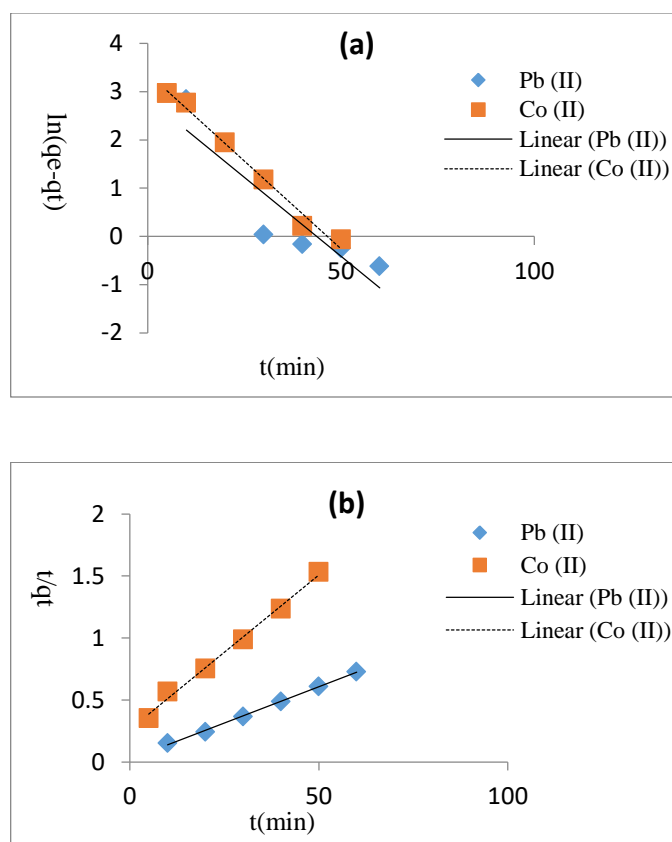 (a)
4
3
2
1
0
-1
-2
0
50
100
ln(qe-qt)
t(min)
Pb (II)
Co (II)
Linear (Pb (II))
Linear (Co (II))
(b)
2
1.5
1
0.5
0
0
50
100
t/qt
t(min)
Pb (II)
Co (II)
Linear (Pb (II))
Linear (Co (II))